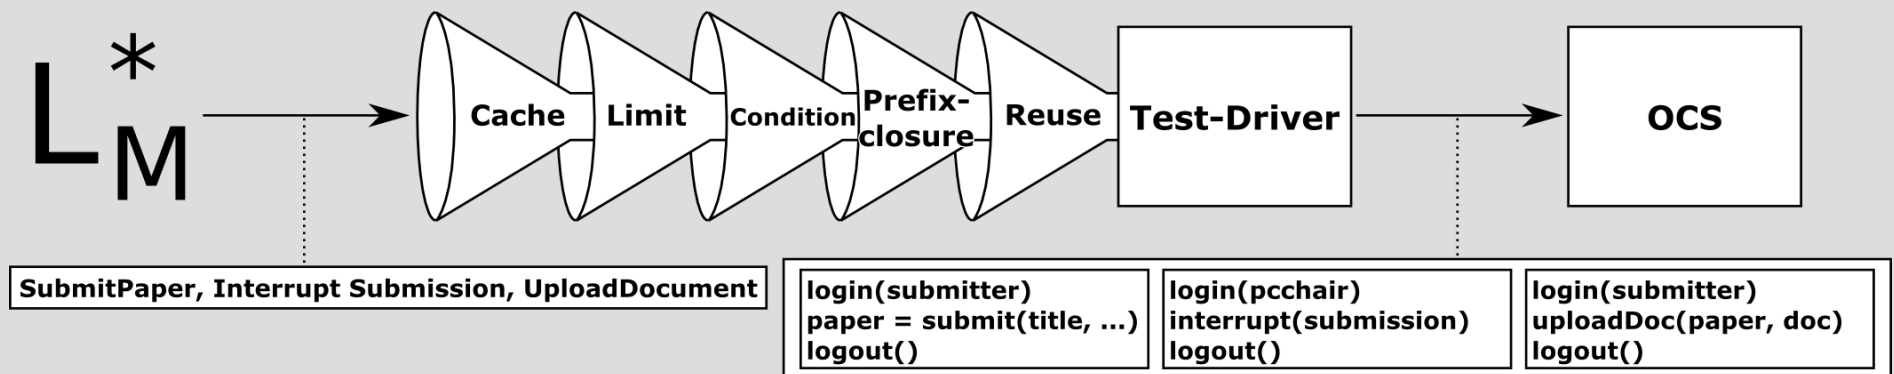 L*M
Cache
Limit
Condition
Prefix-
closure
Reuse
Test-Driver
OCS
SubmitPaper, Interrupt Submission, UploadDocument
login(submitter)
paper = submit(title, ...)
logout()
login(pcchair)
interrupt(submission)
logout()
login(submitter)
uploadDoc(paper, doc)
logout()